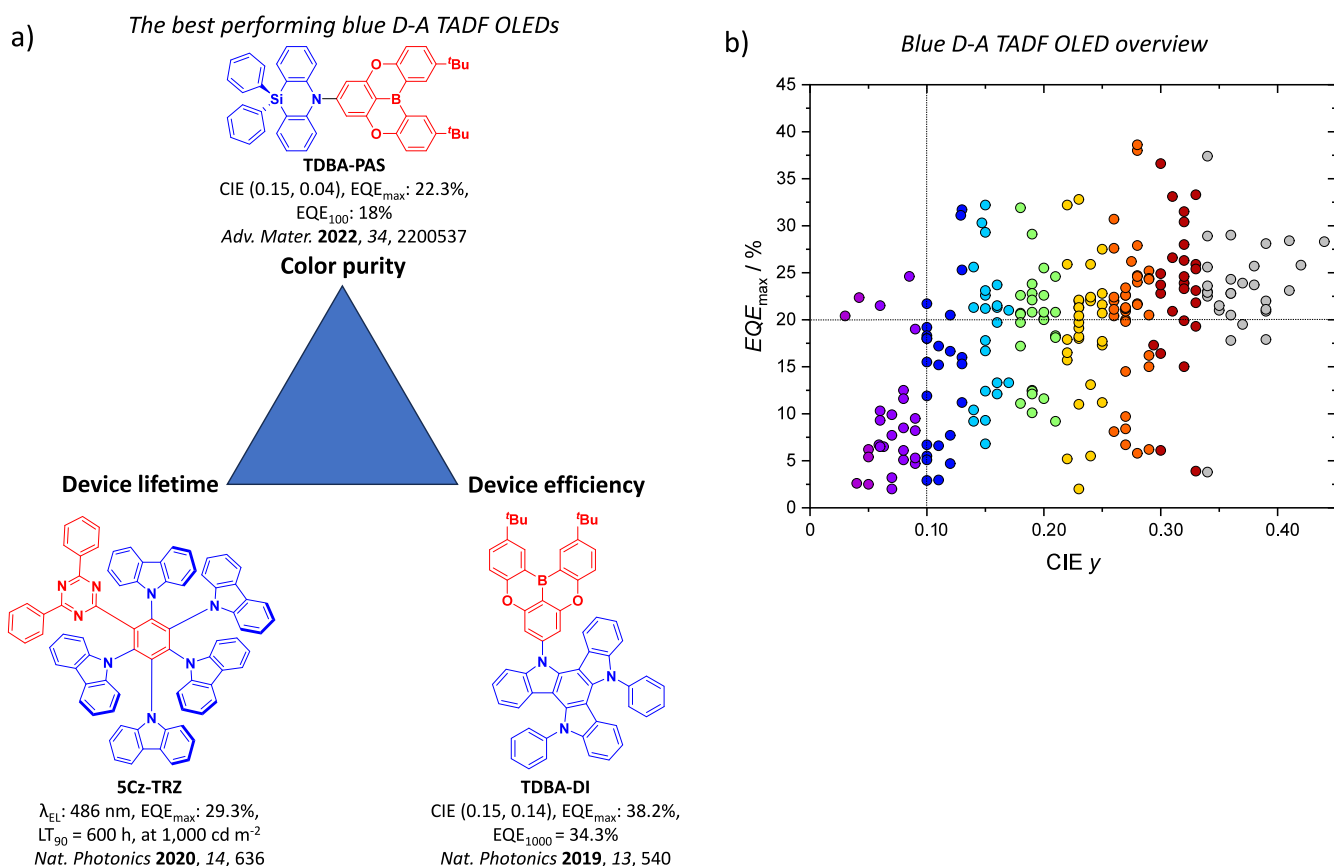 a)
The best performing blue D-A TADF OLEDs
Si
N
B
O
O
tBu
tBu
TDBA-PAS
CIE (0.15, 0.04), EQEmax: 22.3%,
EQE100: 18%
Adv. Mater. 2022, 34, 2200537
Color purity
Device lifetime
Device efficiency
N
N
N
N
N
N
N
N
5Cz-TRZ
λEL: 486 nm, EQEmax: 29.3%,
LT90 = 600 h, at 1,000 cd m-2
Nat. Photonics 2020, 14, 636
tBu
tBu
B
O
O
N
N
N
TDBA-DI
CIE (0.15, 0.14), EQEmax: 38.2%,
EQE1000 = 34.3%
Nat. Photonics 2019, 13, 540
b)
Blue D-A TADF OLED overview
EQEmax / %
45
40
35
30
25
20
15
10
5
0
0
0.10
0.20
0.30
0.40
CIE y